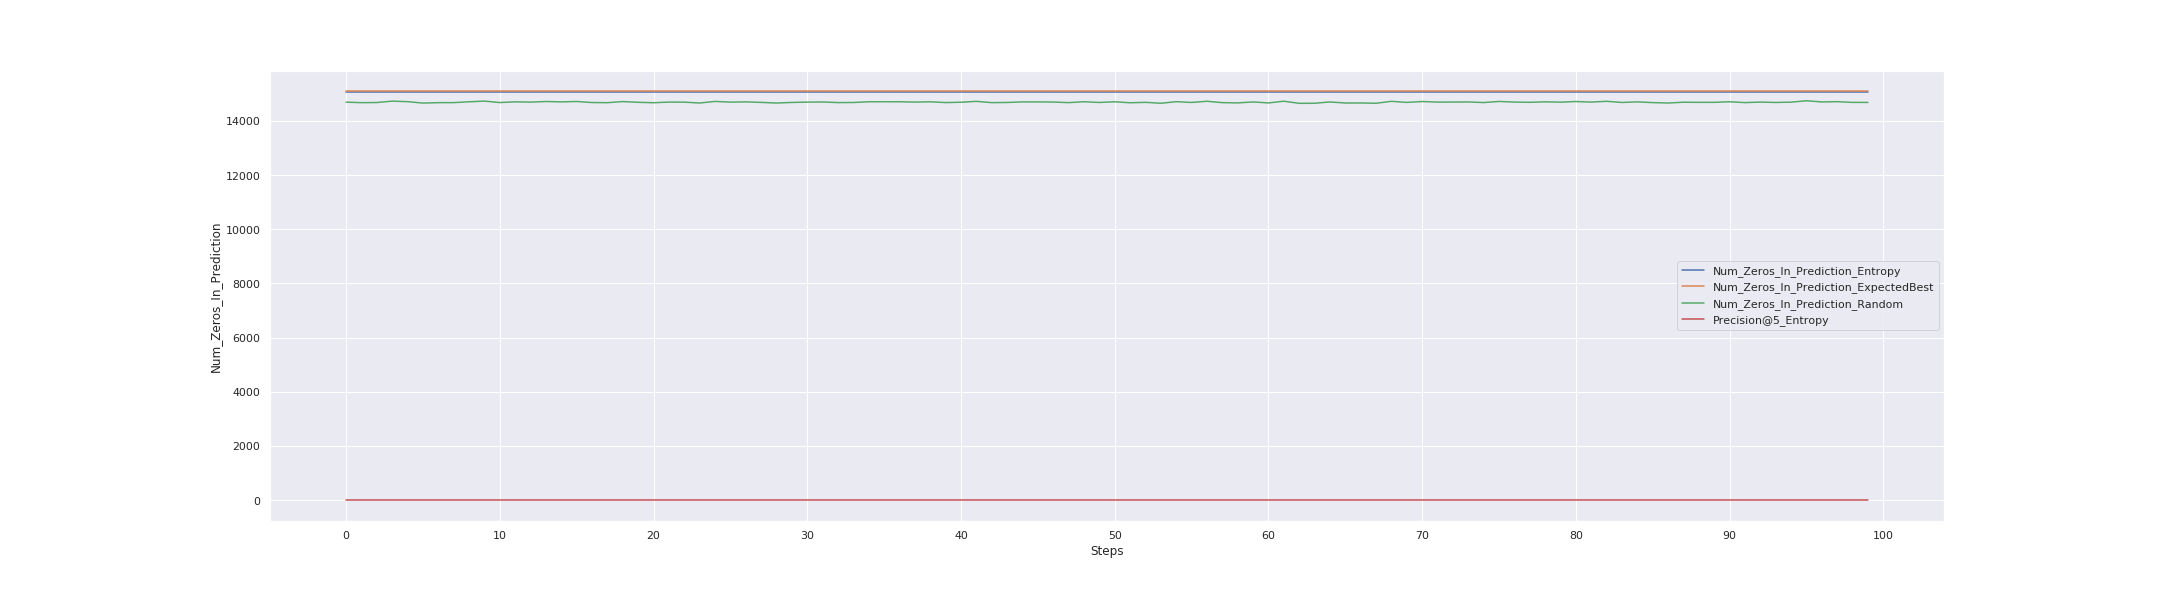 14000
12000
10000
8000
6000
4000
2000
0
Num_Zeros_In_Prediction
Num_Zeros_In_Prediction_Entropy
Num_Zeros_In_Prediction_ExpectedBest
Num_Zeros_In_Prediction_Random
Precision@5_Entropy
0 10 20 30 40 50 60 70 80 90 100
Steps